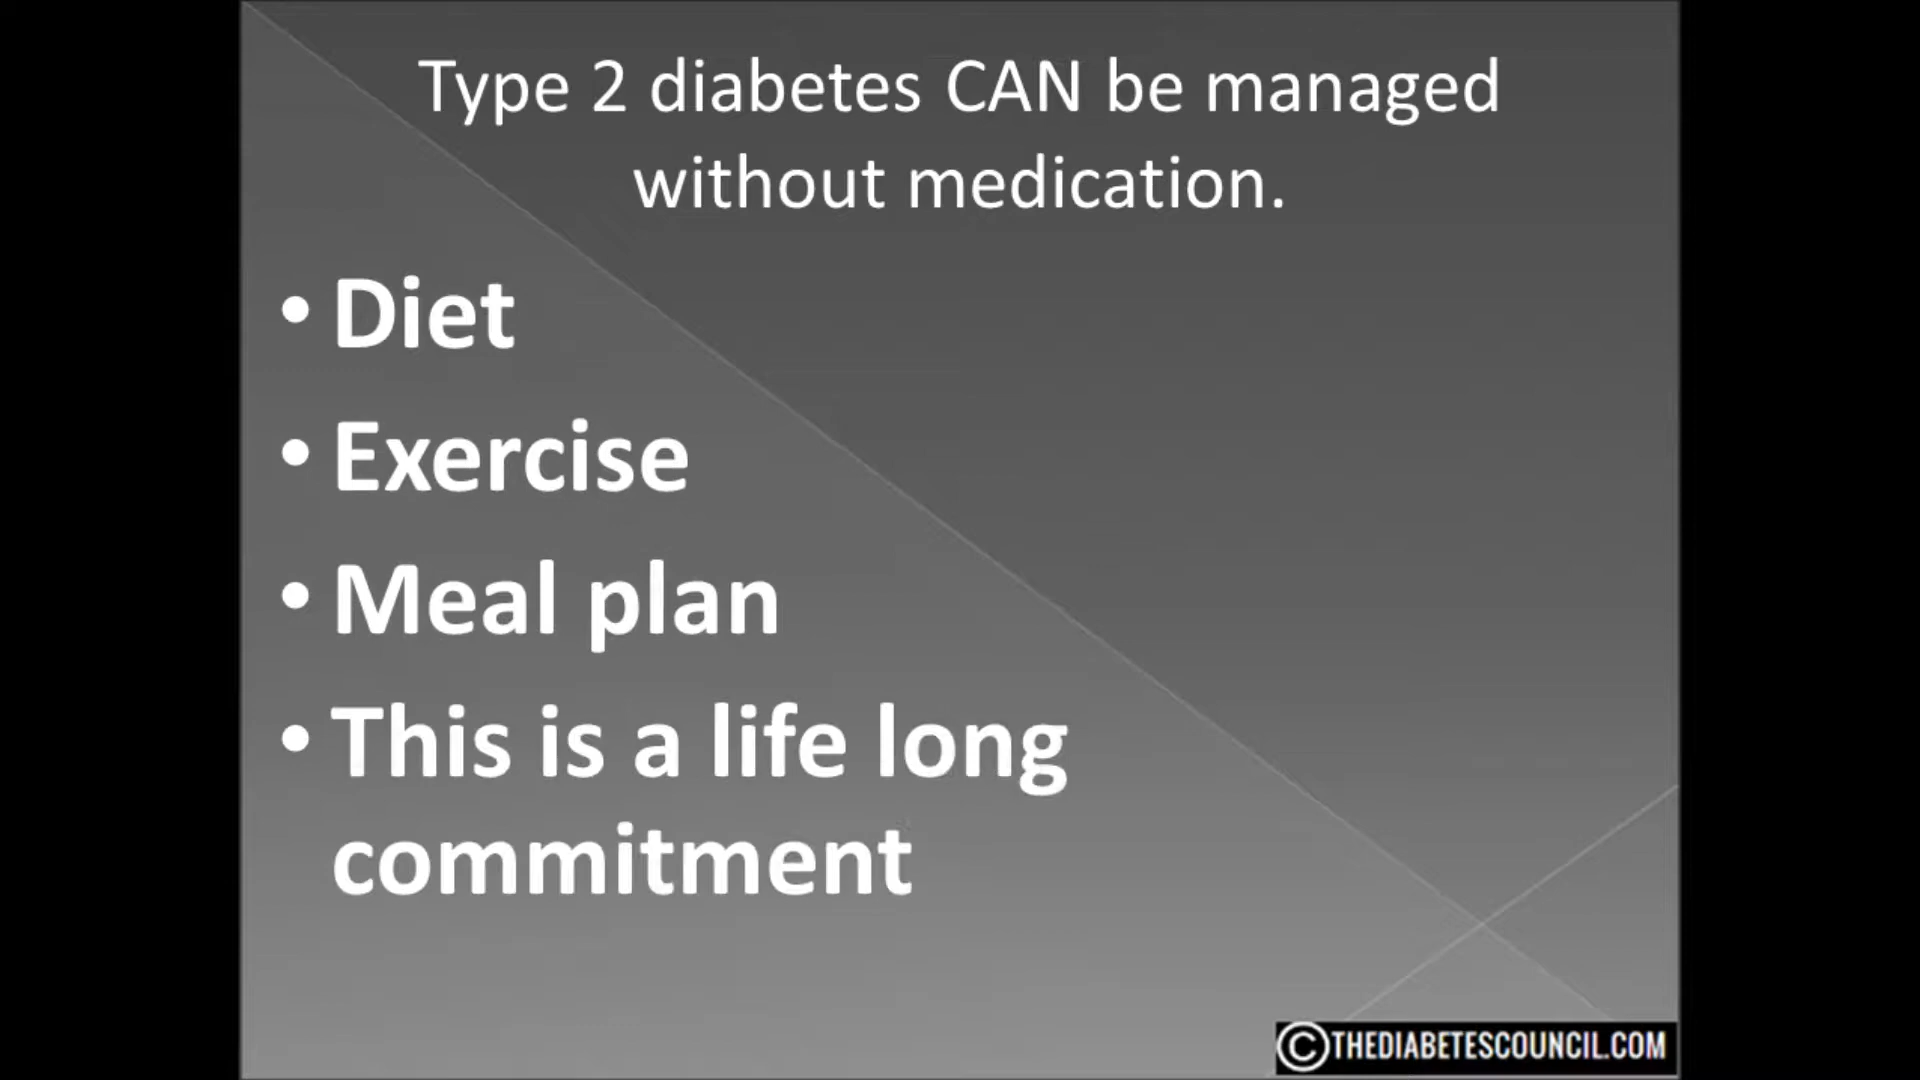 Type 2 diabetes CAN be managed
without medication.
• Diet
• Exercise
• Meal plan
• This is a life long
commitment
©THEDIABETESCOUNCIL.COM